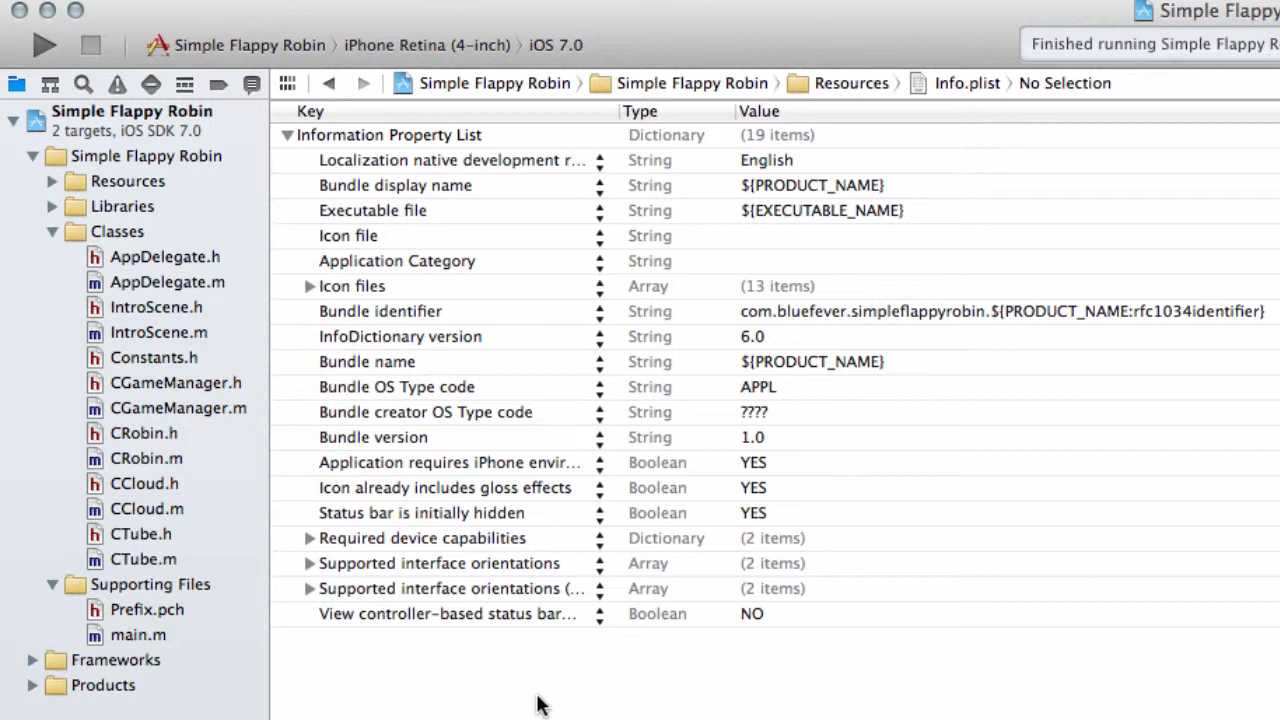 Simple Flappy
Simple Flappy Robin 〉 iPhone Retina (4-inch) 〉 iOS 7.0
Finished running Simple Flappy R
Simple Flappy Robin 〉 Simple Flappy Robin 〉 Resources 〉 Info.plist 〉 No Selection
Simple Flappy Robin
2 targets, iOS SDK 7.0
Simple Flappy Robin
Resources
Libraries
Classes
h AppDelegate.h
m AppDelegate.m
h IntroScene.h
m IntroScene.m
h Constants.h
h CGameManager.h
m CGameManager.m
h CRobin.h
m CRobin.m
h CCloud.h
m CCloud.m
h CTube.h
m CTube.m
Supporting Files
h Prefix.pch
m main.m
Frameworks
Products
Key Type Value
Information Property List Dictionary (19 items)
Localization native development r... String English
Bundle display name String ${PRODUCT_NAME}
Executable file String ${EXECUTABLE_NAME}
Icon file String
Application Category String
Icon files Array (13 items)
Bundle identifier String com.bluefever.simpleflappyrobin.${PRODUCT_NAME:rfc1034identifier}
InfoDictionary version String 6.0
Bundle name String ${PRODUCT_NAME}
Bundle OS Type code String APPL
Bundle creator OS Type code String ????
Bundle version String 1.0
Application requires iPhone envir... Boolean YES
Icon already includes gloss effects Boolean YES
Status bar is initially hidden Boolean YES
Required device capabilities Dictionary (2 items)
Supported interface orientations Array (2 items)
Supported interface orientations (... Array (2 items)
View controller-based status bar... Boolean NO